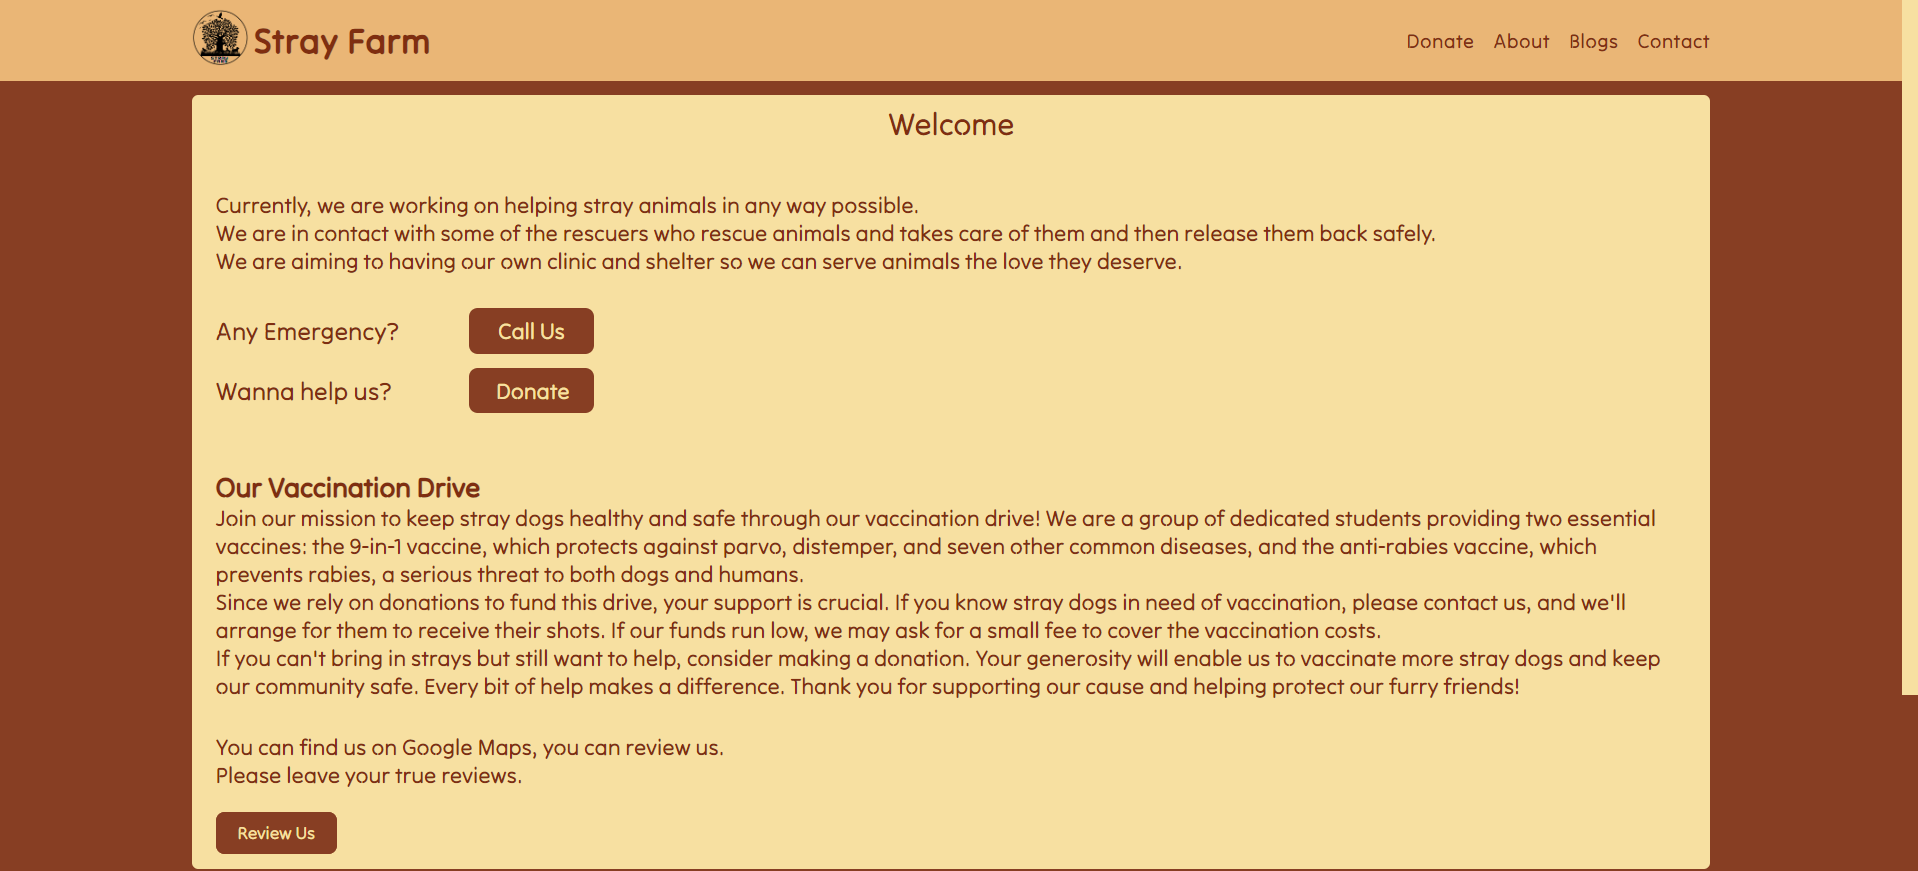 STRAY
FARM
Stray Farm
Donate About Blogs Contact
Welcome
Currently, we are working on helping stray animals in any way possible.
We are in contact with some of the rescuers who rescue animals and takes care of them and then release them back safely.
We are aiming to having our own clinic and shelter so we can serve animals the love they deserve.
Any Emergency? Call Us
Wanna help us? Donate
Our Vaccination Drive
Join our mission to keep stray dogs healthy and safe through our vaccination drive! We are a group of dedicated students providing two essential
vaccines: the 9-in-1 vaccine, which protects against parvo, distemper, and seven other common diseases, and the anti-rabies vaccine, which
prevents rabies, a serious threat to both dogs and humans.
Since we rely on donations to fund this drive, your support is crucial. If you know stray dogs in need of vaccination, please contact us, and we'll
arrange for them to receive their shots. If our funds run low, we may ask for a small fee to cover the vaccination costs.
If you can't bring in strays but still want to help, consider making a donation. Your generosity will enable us to vaccinate more stray dogs and keep
our community safe. Every bit of help makes a difference. Thank you for supporting our cause and helping protect our furry friends!
You can find us on Google Maps, you can review us.
Please leave your true reviews.
Review Us